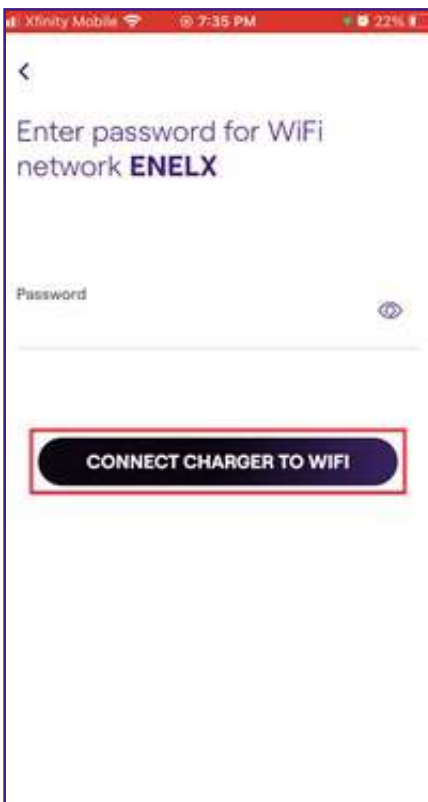 Xfinity Mobile 7:35 PM 22%
Enter password for WiFi
network ENELX
Password
CONNECT CHARGER TO WIFI